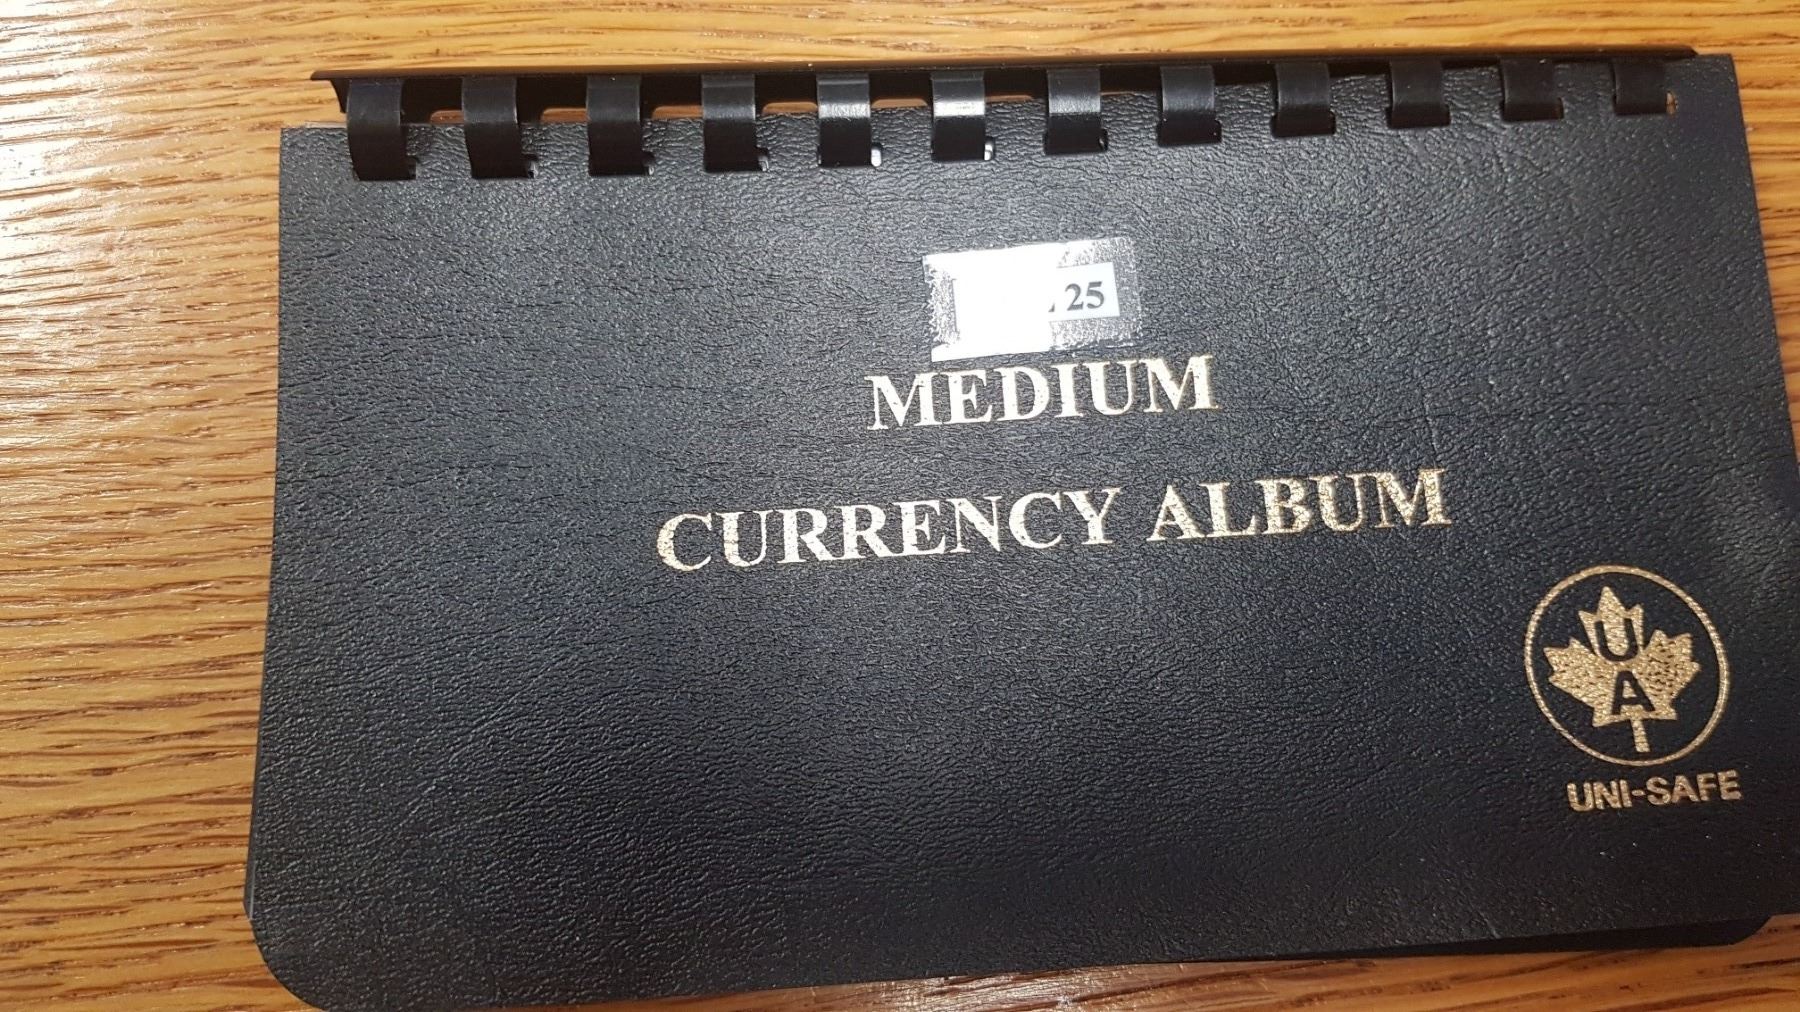 25
MEDIUM
CURRENCY ALBUM
U
A
UNI-SAFE